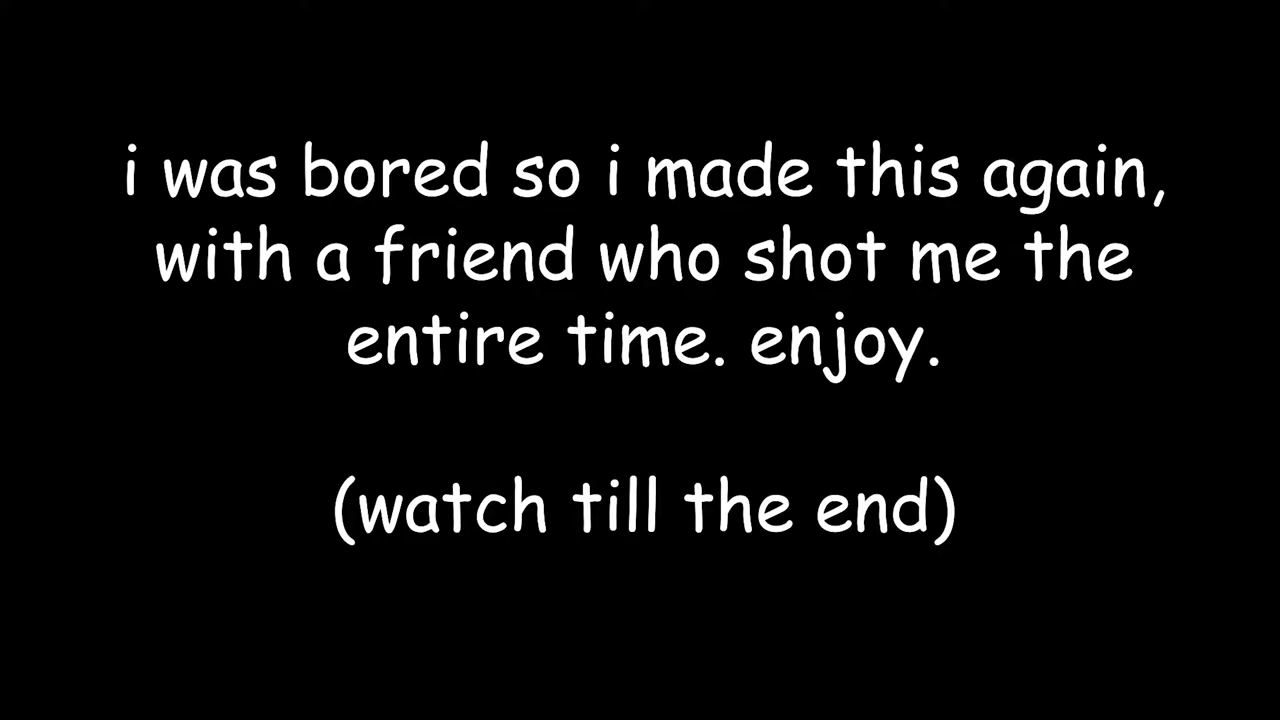 i was bored so i made this again,
with a friend who shot me the
entire time. enjoy.
(watch till the end)